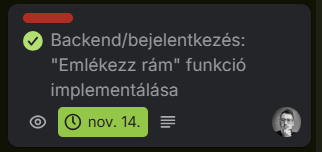 Backend/bejelentkezés:
"Emlékezz rám" funkció
implementálása
nov. 14.